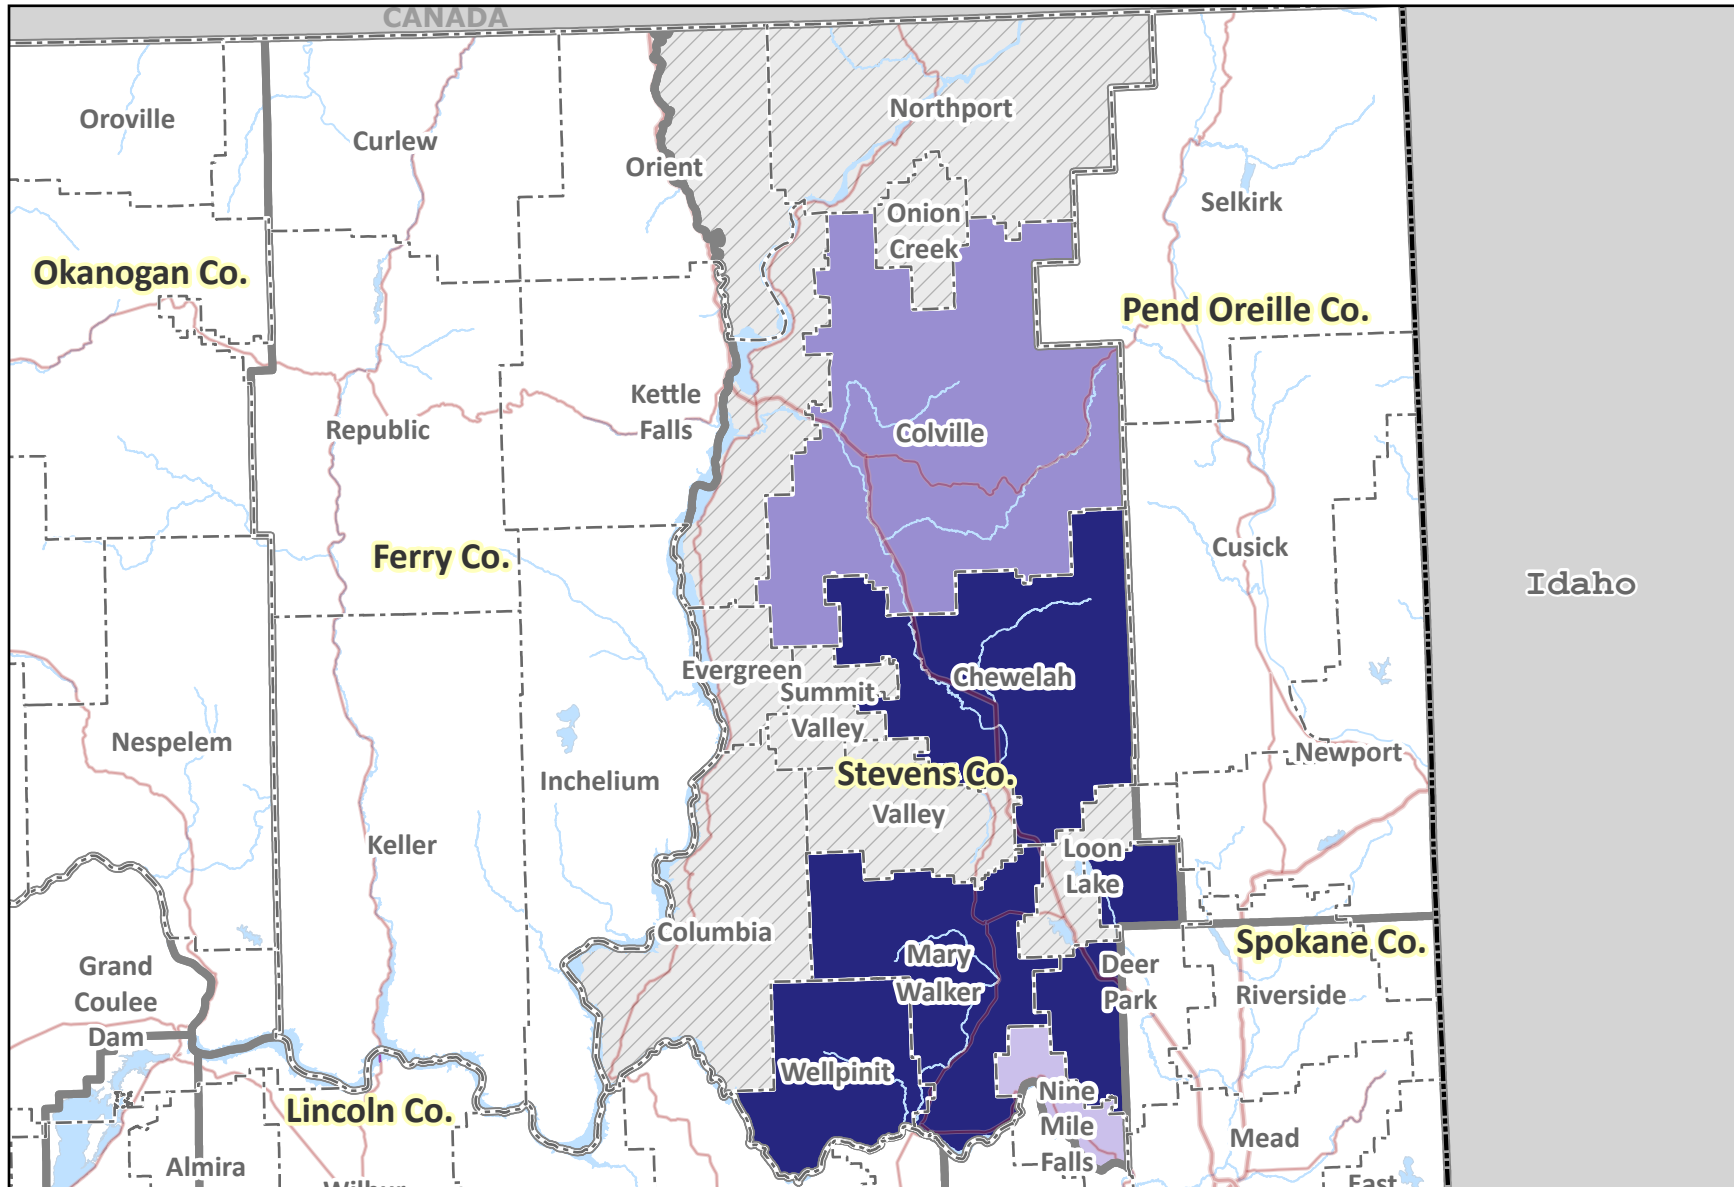 CANADA
Northport
Oroville
Curlew
Orient
Selkirk
Onion
Creek
Okanogan Co.
Pend Oreille Co.
Kettle
Falls
Republic
Colville
Ferry Co.
Cusick
Idaho
Evergreen
Summit
Valley
Chewelah
Nespelem
Newport
Inchelium
Stevens Co.
Valley
Keller
Loon
Lake
Columbia
Mary
Walker
Spokane Co.
Grand
Coulee
Dam
Deer
Park
Riverside
Wellpinit
Nine
Mile
Falls
Lincoln Co.
Mead
Almira
Wilbur
East